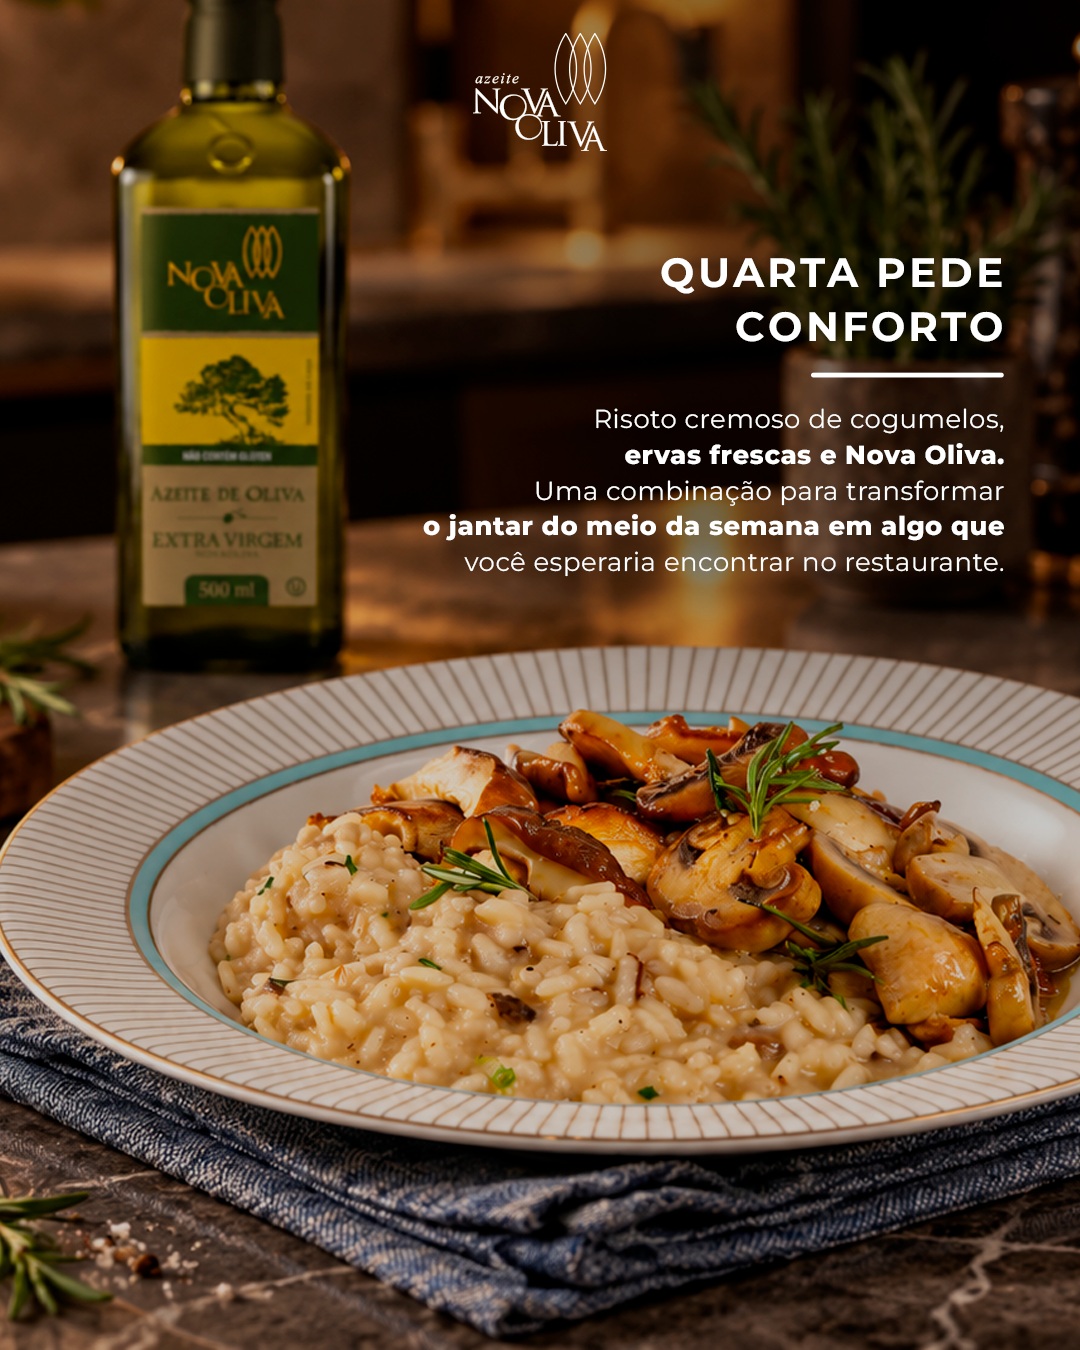 azeite
NOVA
OLIVA
QUARTA PEDE
CONFORTO
Risoto cremoso de cogumelos,
ervas frescas e Nova Oliva.
Uma combinação para transformar
o jantar do meio da semana em algo que
você esperaria encontrar no restaurante.
NOVA
OLIVA
NÃO CONTÉM GLÚTEN
AZEITE DE OLIVA
EXTRA VIRGEM
500 ml